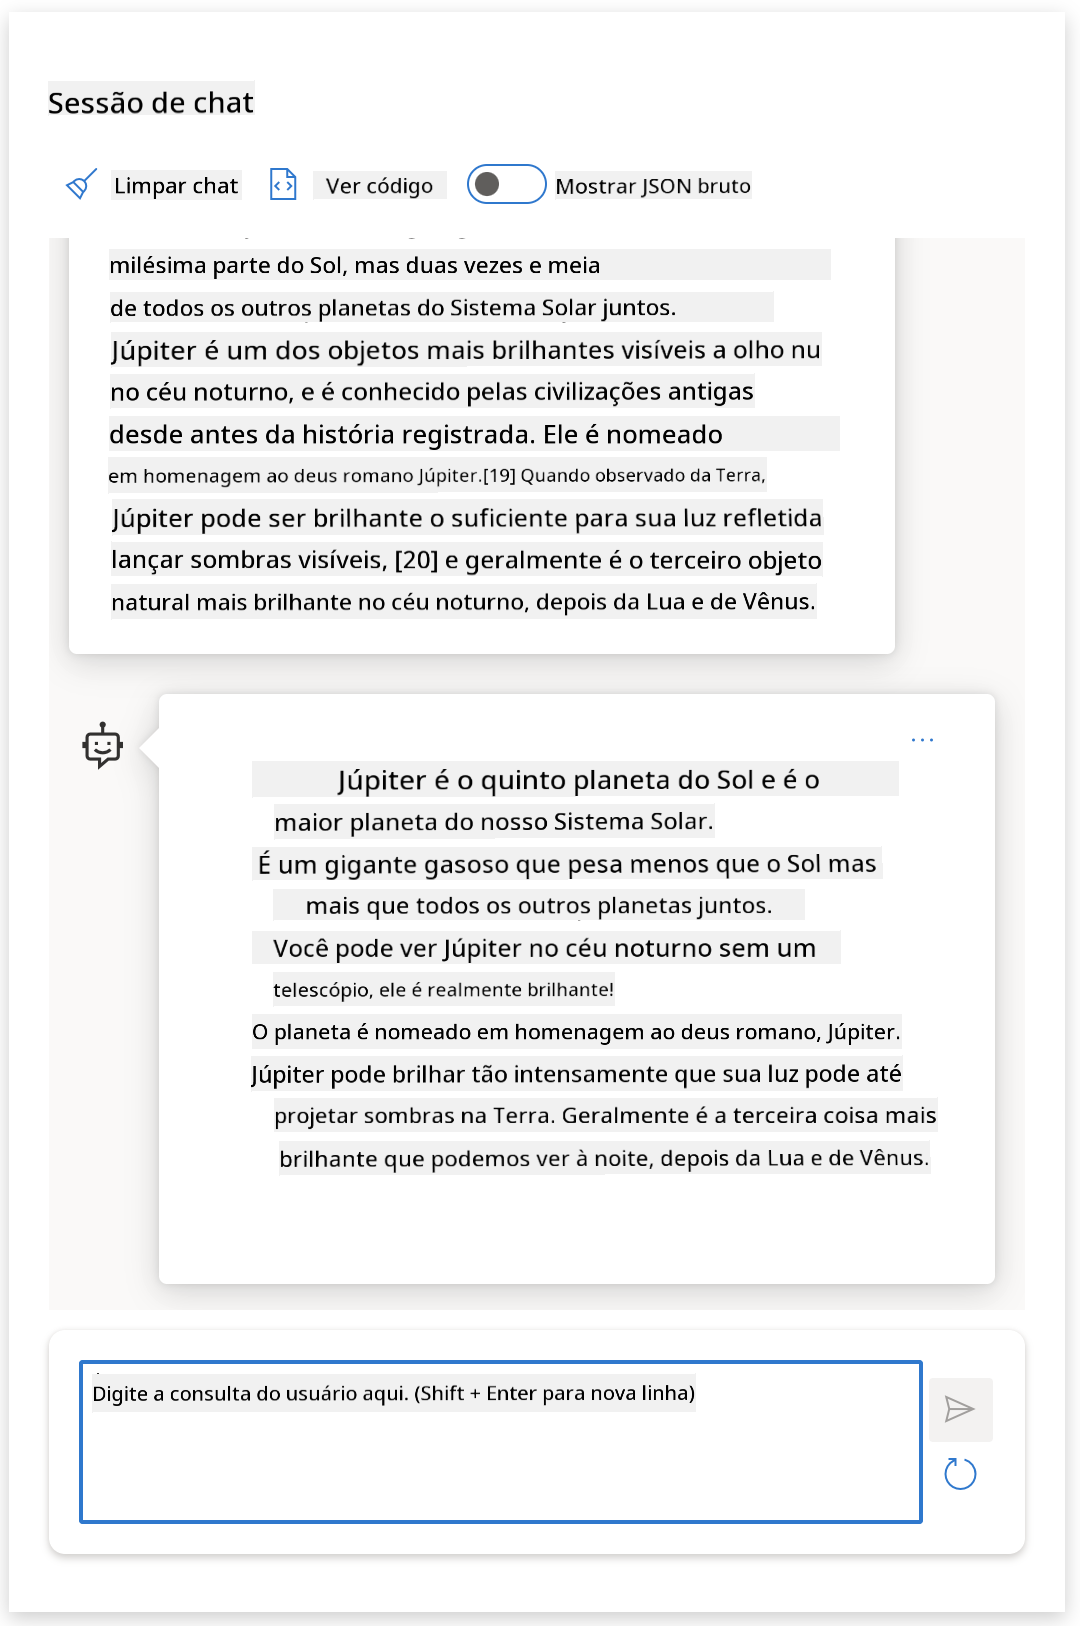 Sessão de chat
Limpar chat
Ver código
Mostrar JSON bruto
milésima parte do Sol, mas duas vezes e meia
de todos os outros planetas do Sistema Solar juntos.
Júpiter é um dos objetos mais brilhantes visíveis a olho nu
no céu noturno, e é conhecido pelas civilizações antigas
desde antes da história registrada. Ele é nomeado
em homenagem ao deus romano Júpiter.[19] Quando observado da Terra,
Júpiter pode ser brilhante o suficiente para sua luz refletida
lançar sombras visíveis, [20] e geralmente é o terceiro objeto
natural mais brilhante no céu noturno, depois da Lua e de Vênus.
...
Júpiter é o quinto planeta do Sol e é o
maior planeta do nosso Sistema Solar.
É um gigante gasoso que pesa menos que o Sol mas
mais que todos os outros planetas juntos.
Você pode ver Júpiter no céu noturno sem um
telescópio, ele é realmente brilhante!
O planeta é nomeado em homenagem ao deus romano, Júpiter.
Júpiter pode brilhar tão intensamente que sua luz pode até
projetar sombras na Terra. Geralmente é a terceira coisa mais
brilhante que podemos ver à noite, depois da Lua e de Vênus.
Digite a consulta do usuário aqui. (Shift + Enter para nova linha)